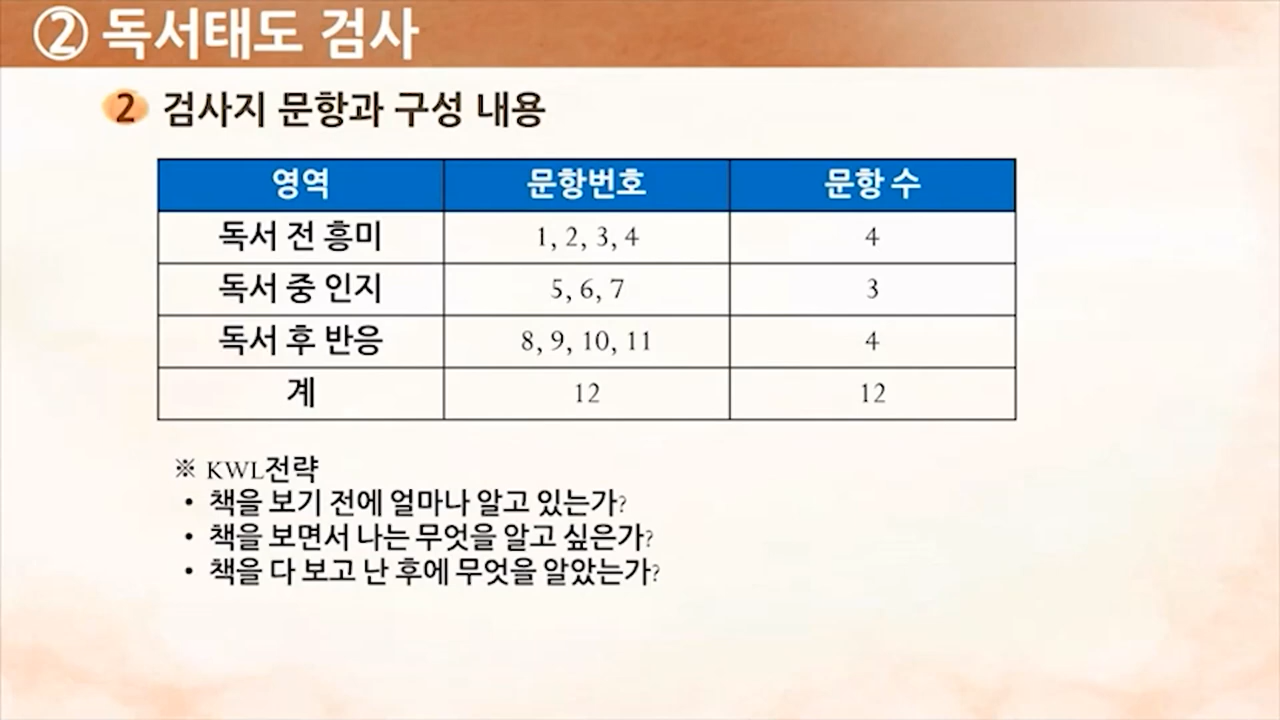 ② 독서태도 검사
2 검사지 문항과 구성 내용
영역 문항번호 문항 수
독서 전 흥미 1, 2, 3, 4 4
독서 중 인지 5, 6, 7 3
독서 후 반응 8, 9, 10, 11 4
계 12 12
※ KWL전략
• 책을 보기 전에 얼마나 알고 있는가?
• 책을 보면서 나는 무엇을 알고 싶은가?
• 책을 다 보고 난 후에 무엇을 알았는가?